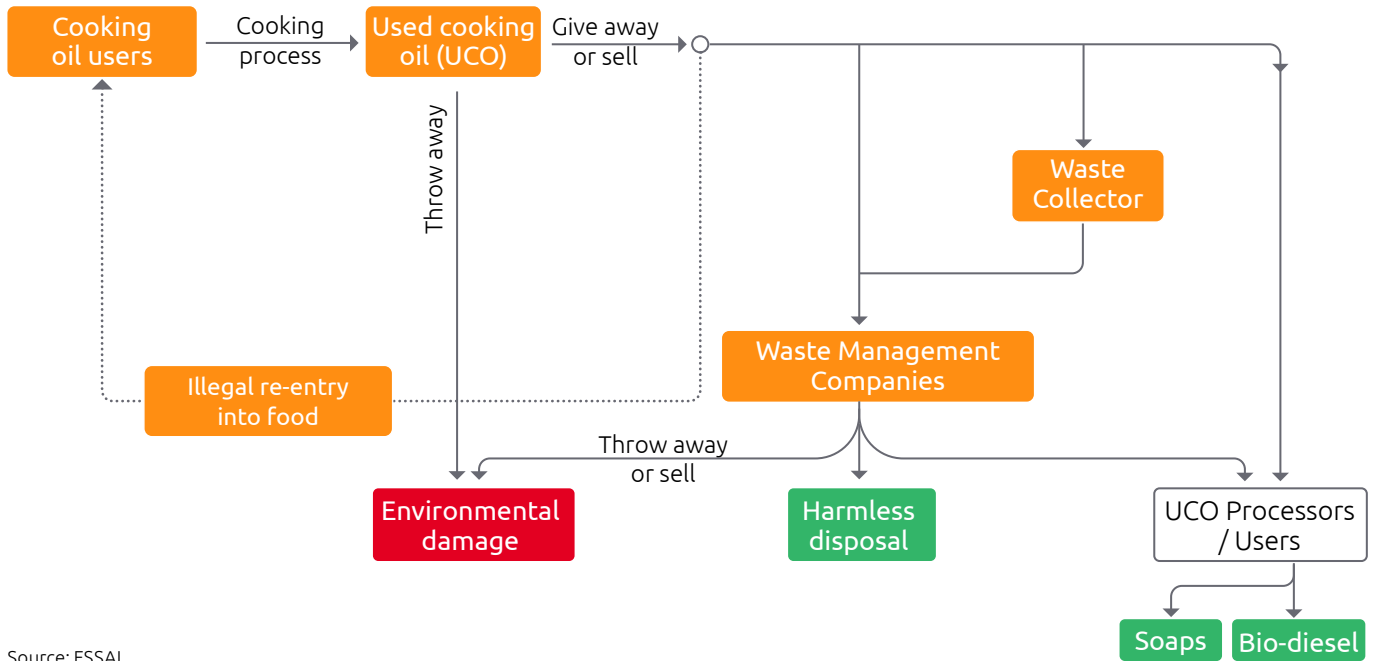 Cooking
oil users
Cooking
process
Used cooking
oil (UCO)
Give away
or sell
Throw away
Waste
Collector
Waste Management
Companies
Illegal re-entry
into food
Throw away
or sell
Environmental
damage
Harmless
disposal
UCO Processors
/ Users
Soaps
Bio-diesel
Source: FSSAI